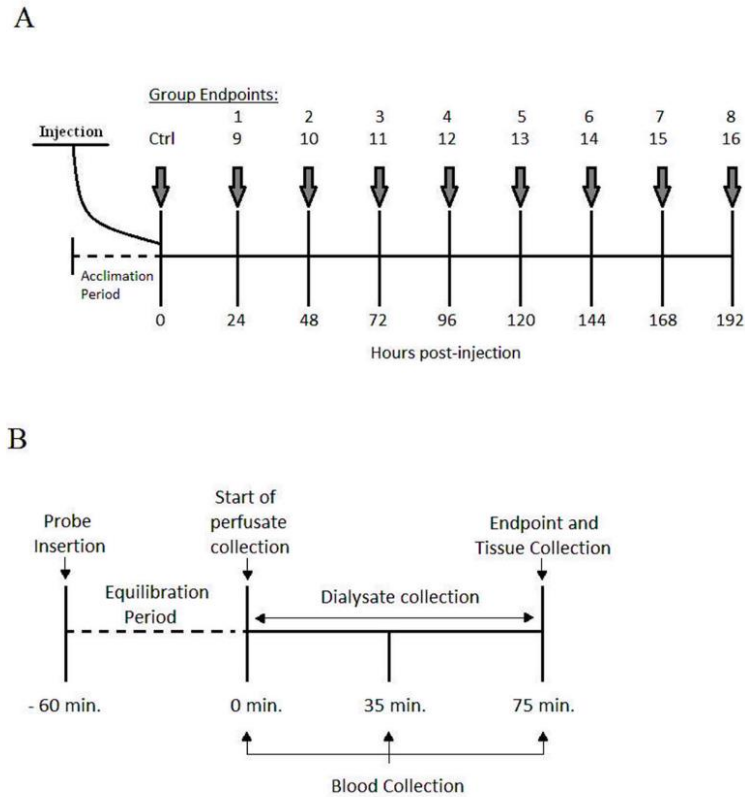 A
Group Endpoints:
1 2 3 4 5 6 7 8
Injection
Ctrl 9 10 11 12 13 14 15 16
Acclimation
Period
0 24 48 72 96 120 144 168 192
Hours post-injection
B
Start of
perfusate
collection
Probe
Insertion
Endpoint and
Tissue Collection
Equilibration
Period
Dialysate collection
- 60 min. 0 min. 35 min. 75 min.
Blood Collection